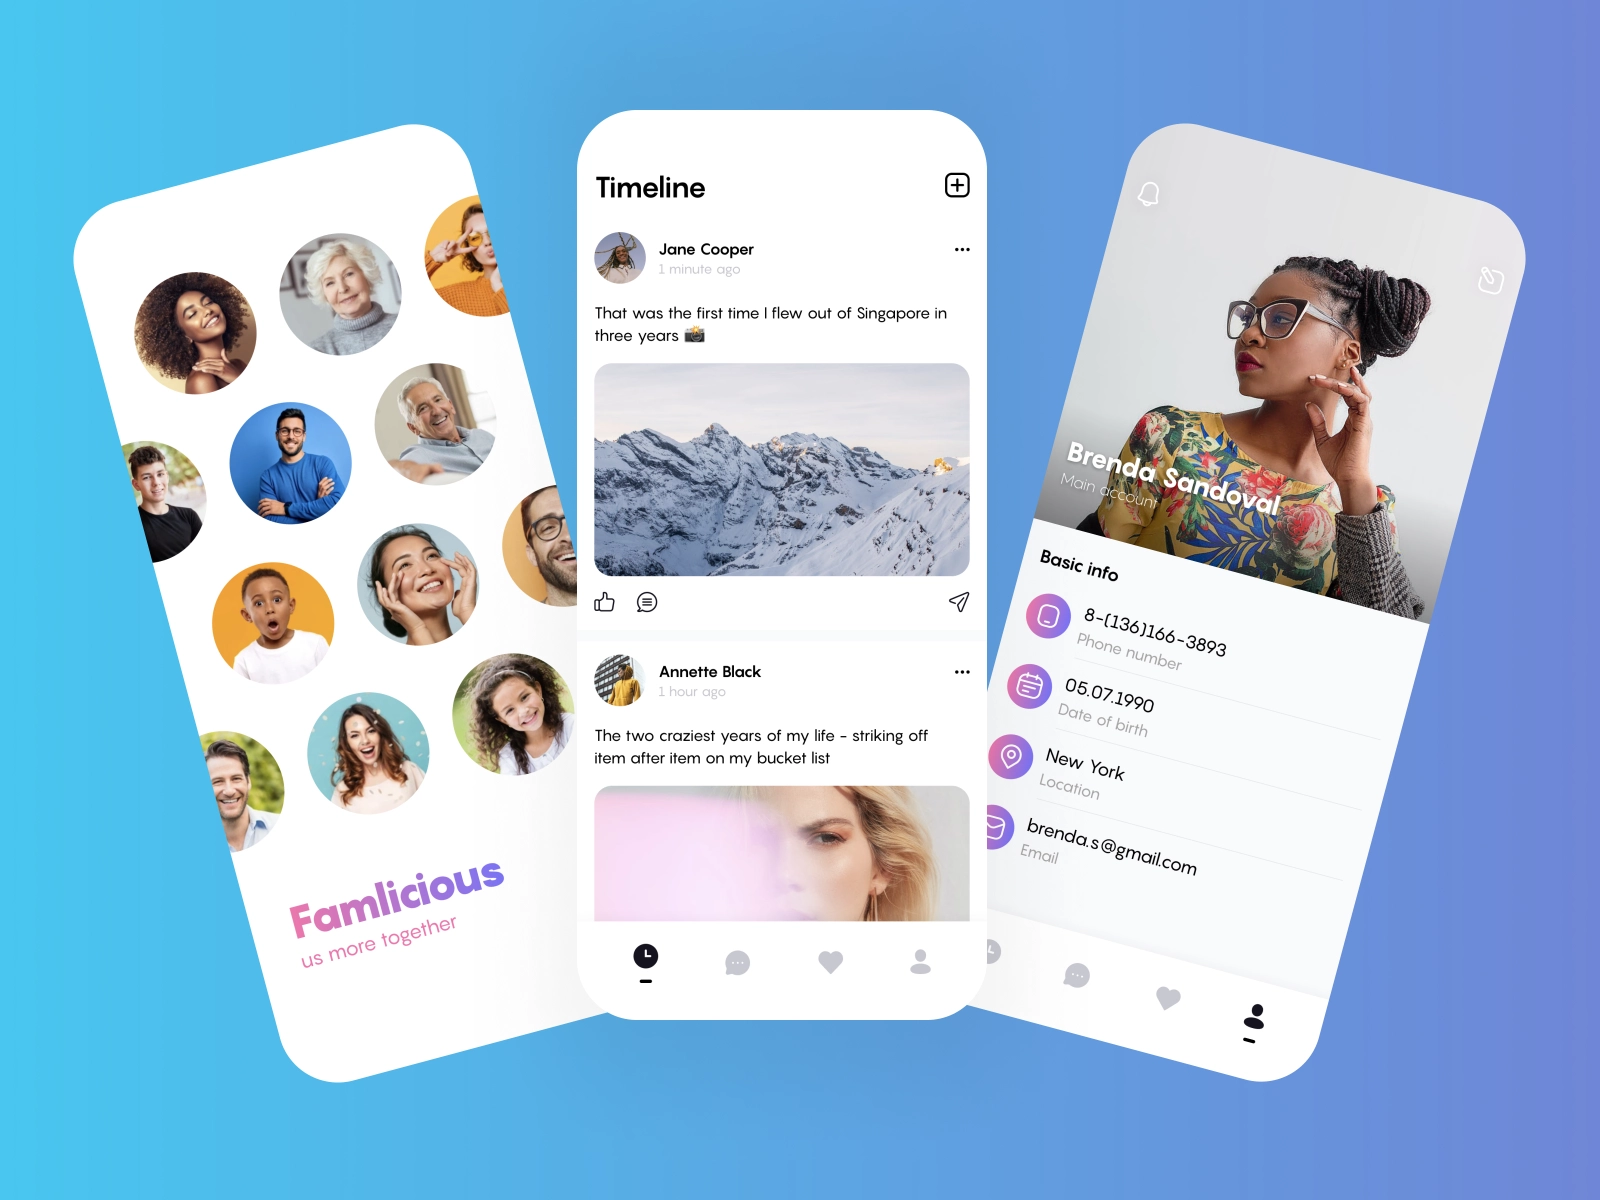 Famlicious
us more together
Timeline
Jane Cooper
1 minute ago
That was the first time I flew out of Singapore in
three years 📸
Annette Black
1 hour ago
The two craziest years of my life - striking off
item after item on my bucket list
Brenda Sandoval
Main account
Basic info
8-(136)166-3893
Phone number
05.07.1990
Date of birth
New York
Location
brenda.s@gmail.com
Email